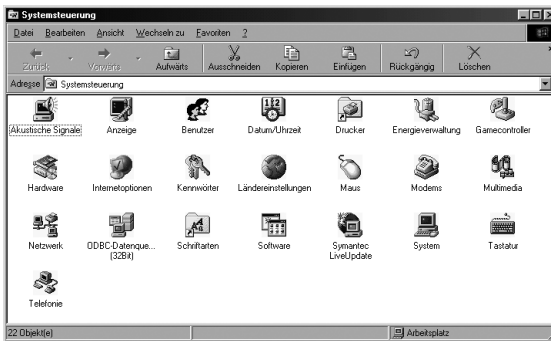 Systemsteuerung
Datei Bearbeiten Ansicht Wechseln zu Favoriten ?
Zurück Vorwärts Aufwärts Ausschneiden Kopieren Einfügen Rückgängig Löschen
Adresse Systemsteuerung
Akustische Signale Anzeige Benutzer Datum/Uhrzeit Drucker Energieverwaltung Gamecontroller
Hardware Internetoptionen Kennwörter Ländereinstellungen Maus Modems Multimedia
Netzwerk ODBC-Datenque... Schriftarten Software Symantec System Tastatur
(32Bit) LiveUpdate
Telefonie
22 Objekt(e) Arbeitsplatz